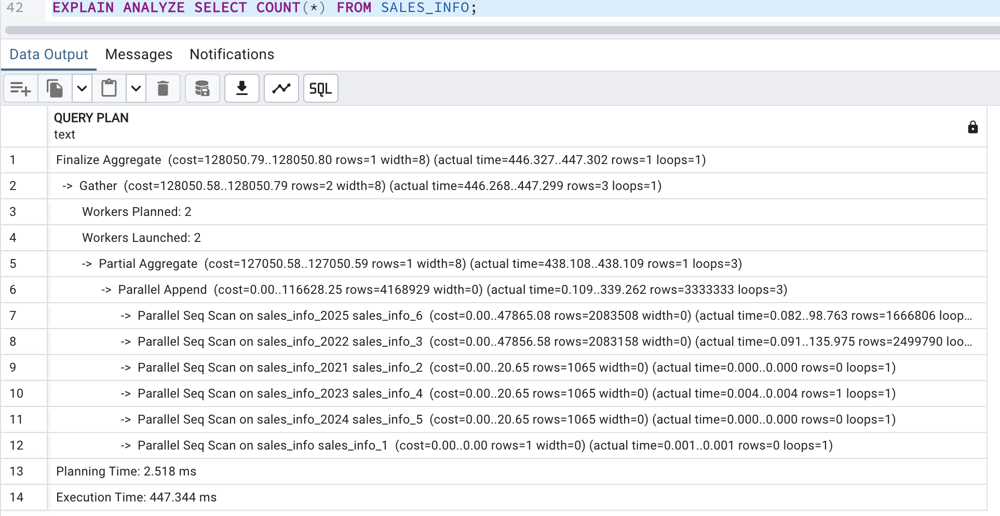 42 EXPLAIN ANALYZE SELECT COUNT(*) FROM SALES_INFO;
Data Output Messages Notifications
SQL
QUERY PLAN
text
1 Finalize Aggregate (cost=128050.79..128050.80 rows=1 width=8) (actual time=446.327..447.302 rows=1 loops=1)
2 -> Gather (cost=128050.58..128050.79 rows=2 width=8) (actual time=446.268..447.299 rows=3 loops=1)
3 Workers Planned: 2
4 Workers Launched: 2
5 -> Partial Aggregate (cost=127050.58..127050.59 rows=1 width=8) (actual time=438.108..438.109 rows=1 loops=3)
6 -> Parallel Append (cost=0.00..116628.25 rows=4168929 width=0) (actual time=0.109..339.262 rows=3333333 loops=3)
7 -> Parallel Seq Scan on sales_info_2025 sales_info_6 (cost=0.00..47865.08 rows=2083508 width=0) (actual time=0.082..98.763 rows=1666806 loop...
8 -> Parallel Seq Scan on sales_info_2022 sales_info_3 (cost=0.00..47856.58 rows=2083158 width=0) (actual time=0.091..135.975 rows=2499790 loo...
9 -> Parallel Seq Scan on sales_info_2021 sales_info_2 (cost=0.00..20.65 rows=1065 width=0) (actual time=0.000..0.000 rows=0 loops=1)
10 -> Parallel Seq Scan on sales_info_2023 sales_info_4 (cost=0.00..20.65 rows=1065 width=0) (actual time=0.004..0.004 rows=1 loops=1)
11 -> Parallel Seq Scan on sales_info_2024 sales_info_5 (cost=0.00..20.65 rows=1065 width=0) (actual time=0.000..0.000 rows=0 loops=1)
12 -> Parallel Seq Scan on sales_info sales_info_1 (cost=0.00..0.00 rows=1 width=0) (actual time=0.001..0.001 rows=0 loops=1)
13 Planning Time: 2.518 ms
14 Execution Time: 447.344 ms